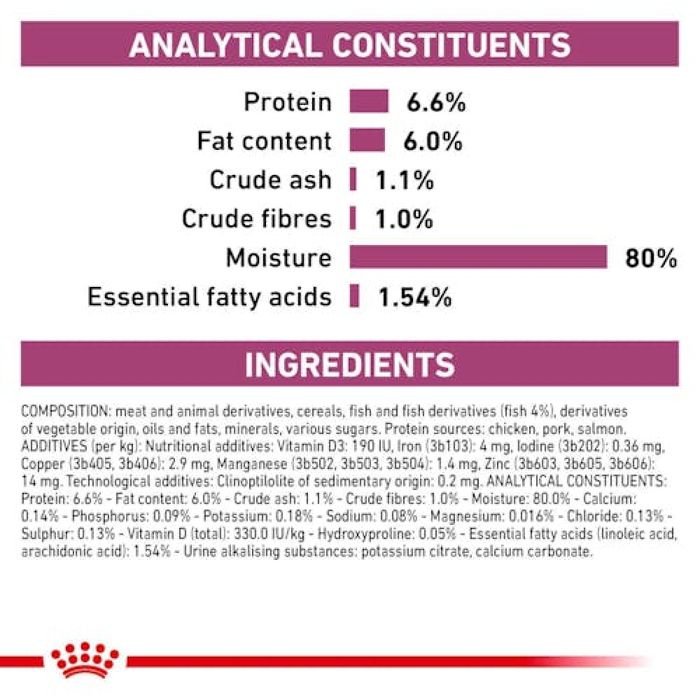 ANALYTICAL CONSTITUENTS
Protein 6.6%
Fat content 6.0%
Crude ash 1.1%
Crude fibres 1.0%
Moisture 80%
Essential fatty acids 1.54%
INGREDIENTS
COMPOSITION: meat and animal derivatives, cereals, fish and fish derivatives (fish 4%), derivatives
of vegetable origin, oils and fats, minerals, various sugars. Protein sources: chicken, pork, salmon.
ADDITIVES (per kg): Nutritional additives: Vitamin D3: 190 IU, Iron (3b103): 4 mg, Iodine (3b202): 0.36 mg,
Copper (3b405, 3b406): 2.9 mg, Manganese (3b502, 3b503, 3b504): 1.4 mg, Zinc (3b603, 3b605, 3b606):
14 mg. Technological additives: Clinoptilolite of sedimentary origin: 0.2 mg. ANALYTICAL CONSTITUENTS:
Protein: 6.6% - Fat content: 6.0% - Crude ash: 1.1% - Crude fibres: 1.0% - Moisture: 80.0% - Calcium:
0.14% - Phosphorus: 0.09% - Potassium: 0.18% - Sodium: 0.08% - Magnesium: 0.016% - Chloride: 0.13% -
Sulphur: 0.13% - Vitamin D (total): 330.0 IU/kg - Hydroxyproline: 0.05% - Essential fatty acids (linoleic acid,
arachidonic acid): 1.54% - Urine alkalising substances: potassium citrate, calcium carbonate.